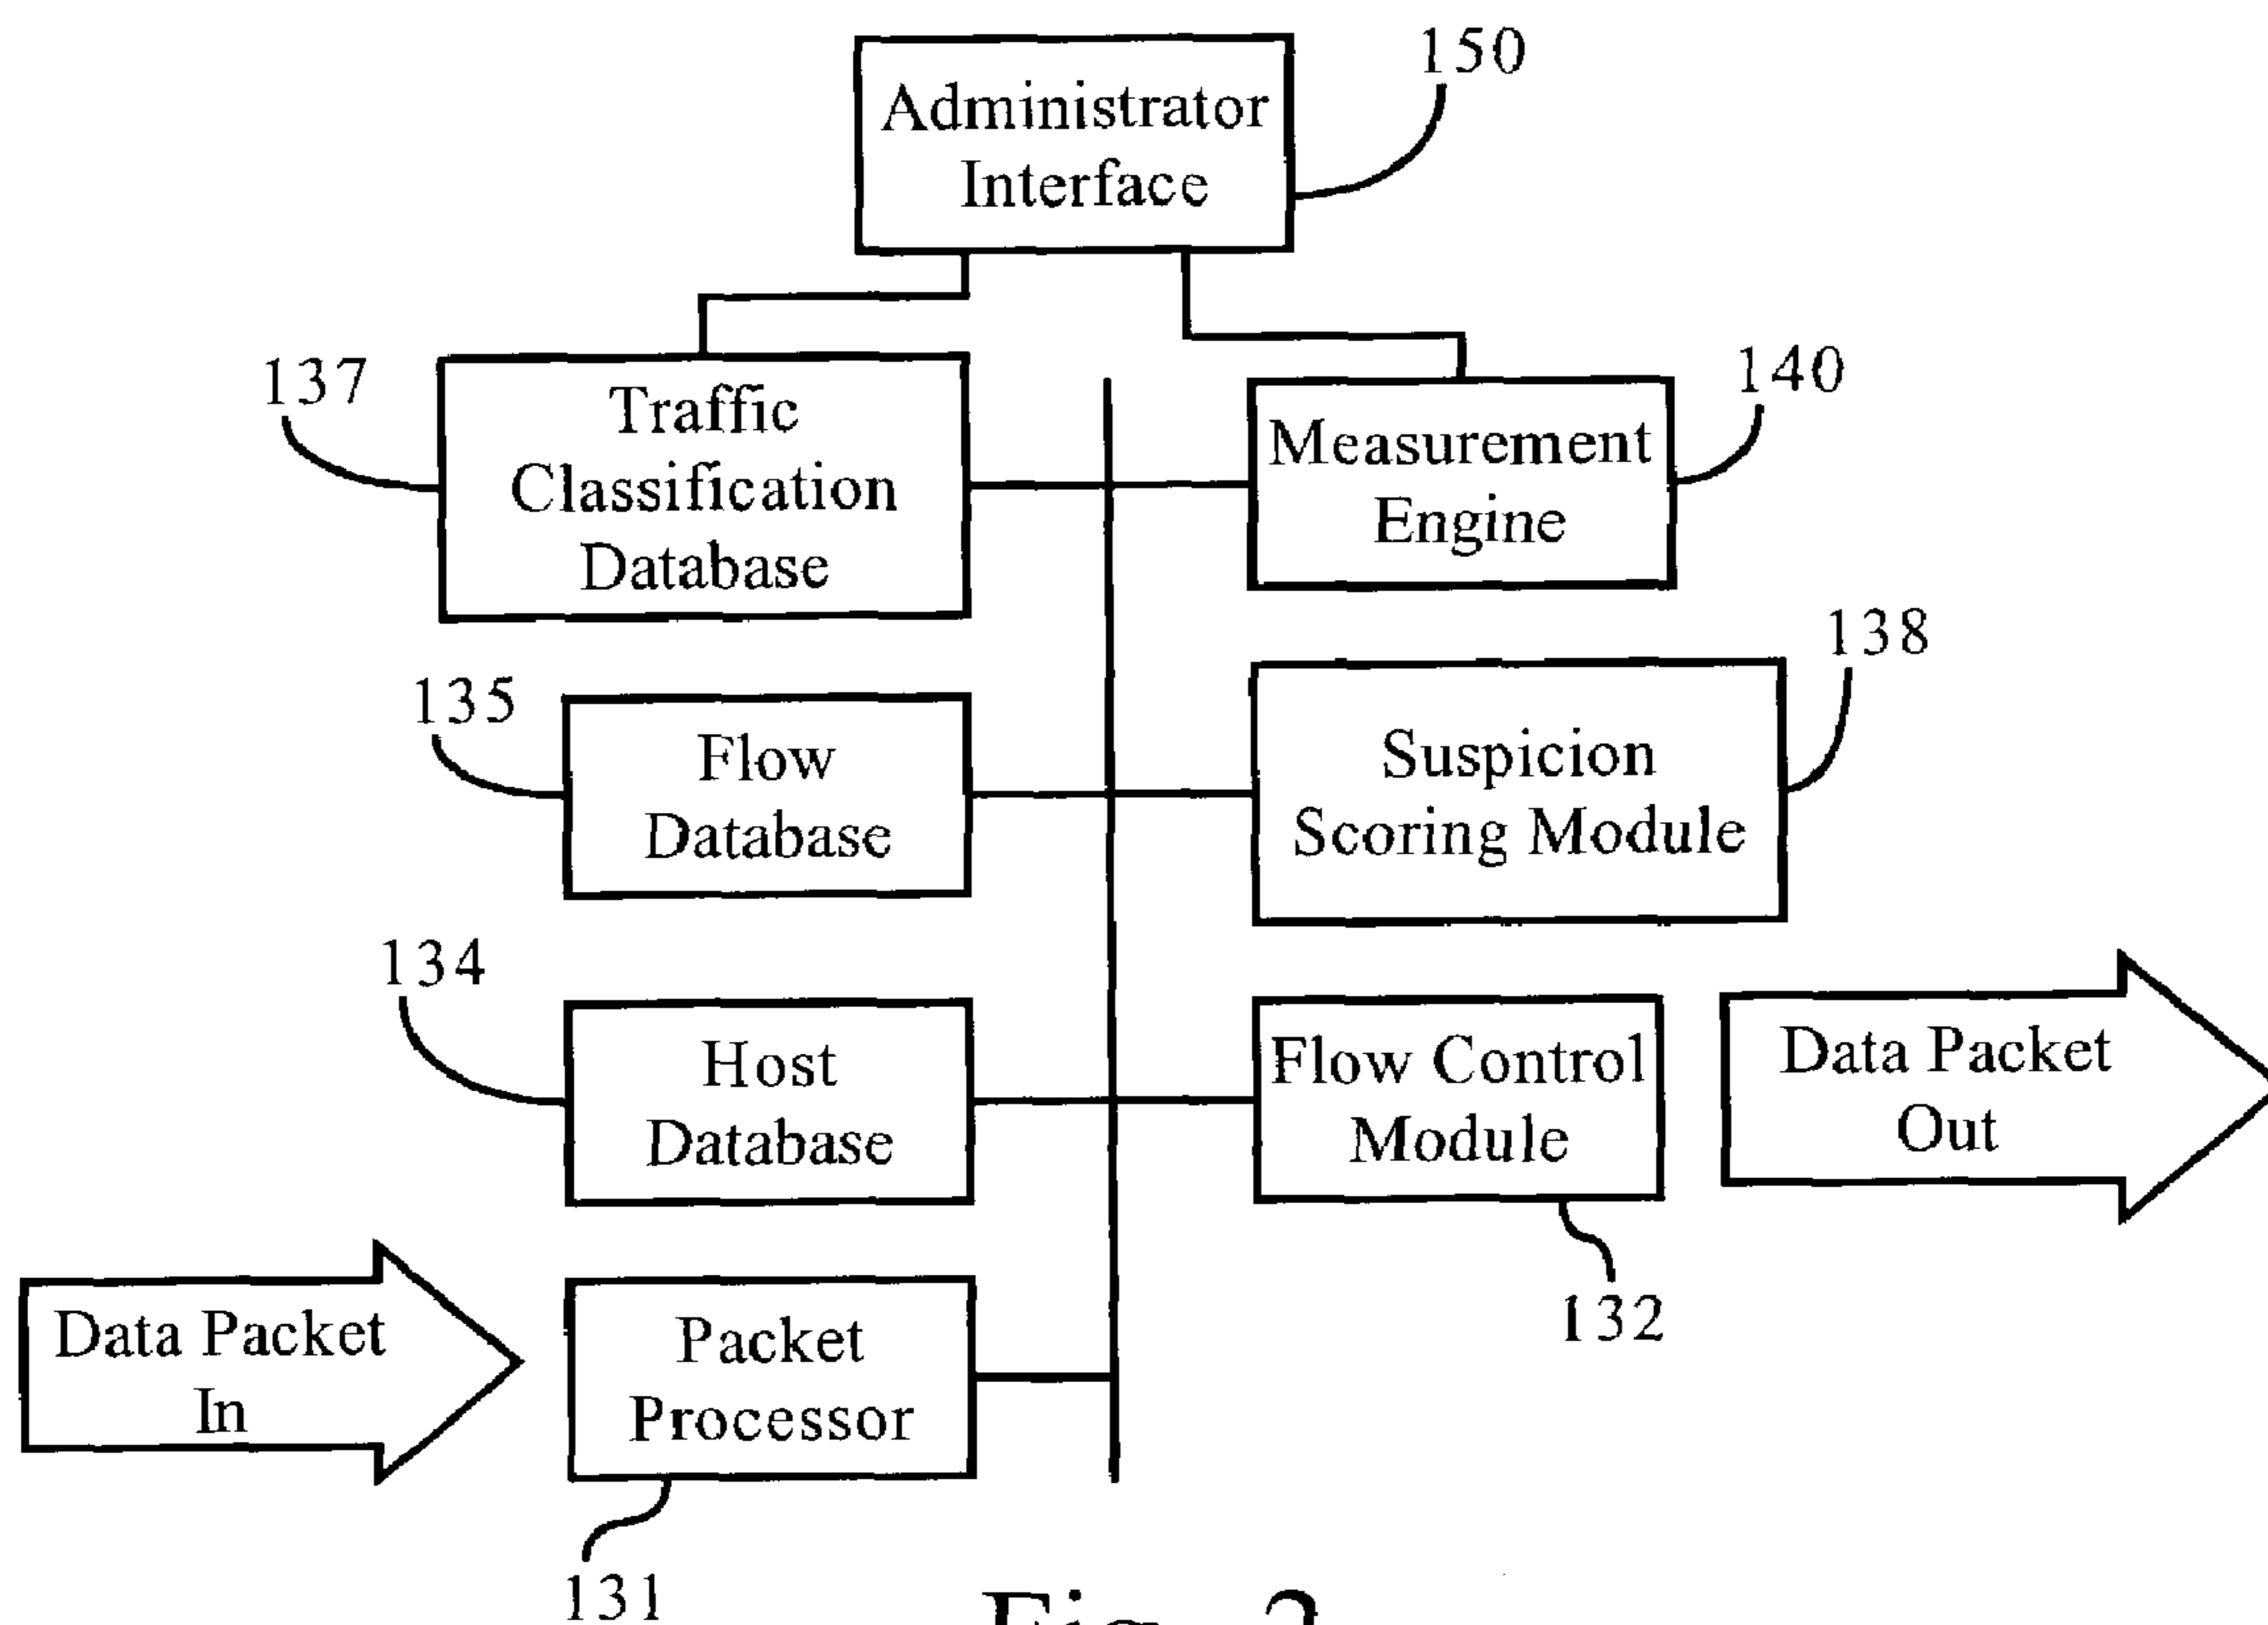 150
Administrator
Interface
137
Traffic
Classification
Database
140
Measurement
Engine
138
135
Flow
Database
Suspicion
Scoring Module
134
Host
Database
Flow Control
Module
Data Packet
Out
132
Data Packet
In
Packet
Processor
131